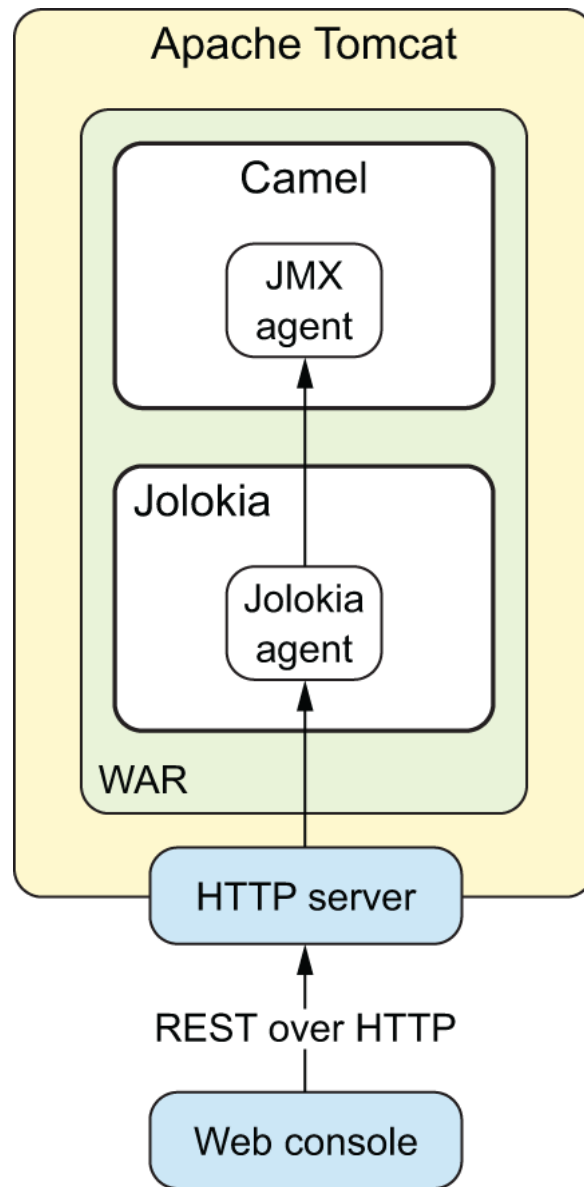 Apache Tomcat
Camel
JMX
agent
Jolokia
Jolokia
agent
WAR
HTTP server
REST over HTTP
Web console